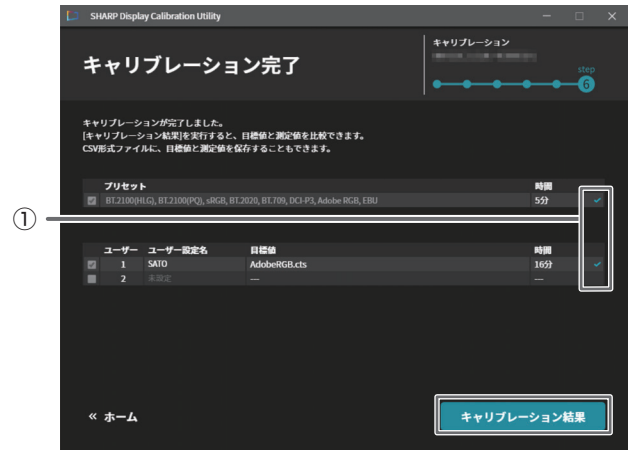 SHARP Display Calibration Utility
キャリブレーション完了
キャリブレーション
step
6
キャリブレーションが完了しました。
[キャリブレーション結果]を実行すると、目標値と測定値を比較できます。
CSV形式ファイルに、目標値と測定値を保存することもできます。
プリセット 時間
BT.2100(HLG), BT.2100(PQ), sRGB, BT.2020, BT.709, DCI-P3, Adobe RGB, EBU 5分
①
ユーザー ユーザー設定名 目標値 時間
1 SATO AdobeRGB.cts 16分
2 未設定 --- ---
« ホーム
キャリブレーション結果